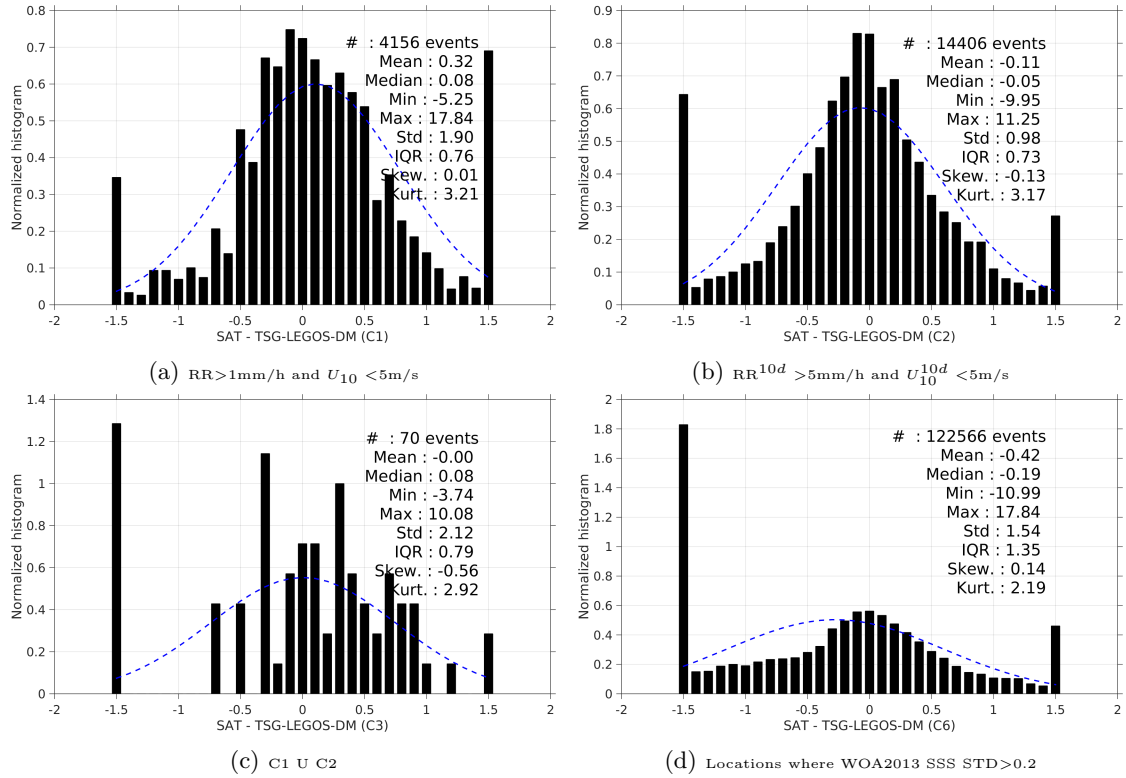 0.8
0.7
0.6
0.5
0.4
0.3
0.2
0.1
0
Normalized histogram
# : 4156 events
Mean : 0.32
Median : 0.08
Min : -5.25
Max : 17.84
Std : 1.90
IQR : 0.76
Skew. : 0.01
Kurt. : 3.21
-2 -1.5 -1 -0.5 0 0.5 1 1.5 2
SAT - TSG-LEGOS-DM (C1)
(a) RR>1mm/h and U10 <5m/s
0.9
0.8
0.7
0.6
0.5
0.4
0.3
0.2
0.1
0
Normalized histogram
# : 14406 events
Mean : -0.11
Median : -0.05
Min : -9.95
Max : 11.25
Std : 0.98
IQR : 0.73
Skew. : -0.13
Kurt. : 3.17
-2 -1.5 -1 -0.5 0 0.5 1 1.5 2
SAT - TSG-LEGOS-DM (C2)
(b) RR10d >5mm/h and U10 10d <5m/s
1.4
1.2
1
0.8
0.6
0.4
0.2
0
Normalized histogram
# : 70 events
Mean : -0.00
Median : 0.08
Min : -3.74
Max : 10.08
Std : 2.12
IQR : 0.79
Skew. : -0.56
Kurt. : 2.92
-2 -1.5 -1 -0.5 0 0.5 1 1.5 2
SAT - TSG-LEGOS-DM (C3)
(c) C1 U C2
2
1.8
1.6
1.4
1.2
1
0.8
0.6
0.4
0.2
0
Normalized histogram
# : 122566 events
Mean : -0.42
Median : -0.19
Min : -10.99
Max : 17.84
Std : 1.54
IQR : 1.35
Skew. : 0.14
Kurt. : 2.19
-2 -1.5 -1 -0.5 0 0.5 1 1.5 2
SAT - TSG-LEGOS-DM (C6)
(d) Locations where WOA2013 SSS STD>0.2